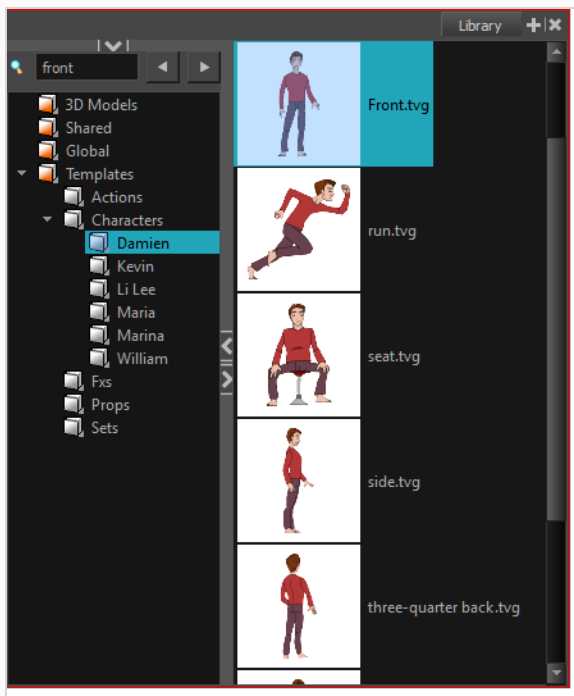 Library
front
3D Models
Shared
Global
Templates
Actions
Characters
Damien
Kevin
Li Lee
Maria
Marina
William
Fxs
Props
Sets
Front.tvg
run.tvg
seat.tvg
side.tvg
three-quarter back.tvg